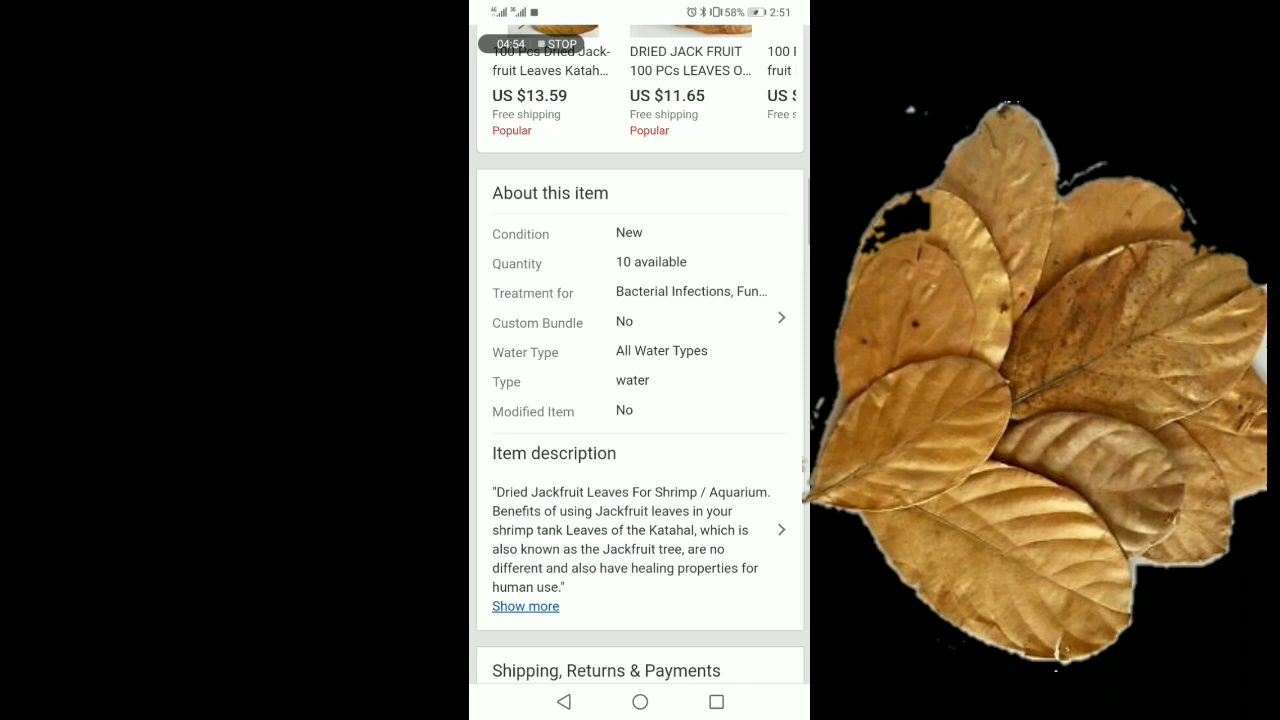 58% 2:51
04:54 STOP
100 Pcs Dried Jack-
fruit Leaves Katah...
US $13.59
Free shipping
Popular
DRIED JACK FRUIT
100 PCs LEAVES O...
US $11.65
Free shipping
Popular
100
fruit
US $
Free s
About this item
Condition New
Quantity 10 available
Treatment for Bacterial Infections, Fun...
Custom Bundle No
Water Type All Water Types
Type water
Modified Item No
Item description
"Dried Jackfruit Leaves For Shrimp / Aquarium.
Benefits of using Jackfruit leaves in your
shrimp tank Leaves of the Katahal, which is
also known as the Jackfruit tree, are no
different and also have healing properties for
human use."
Show more
Shipping, Returns & Payments